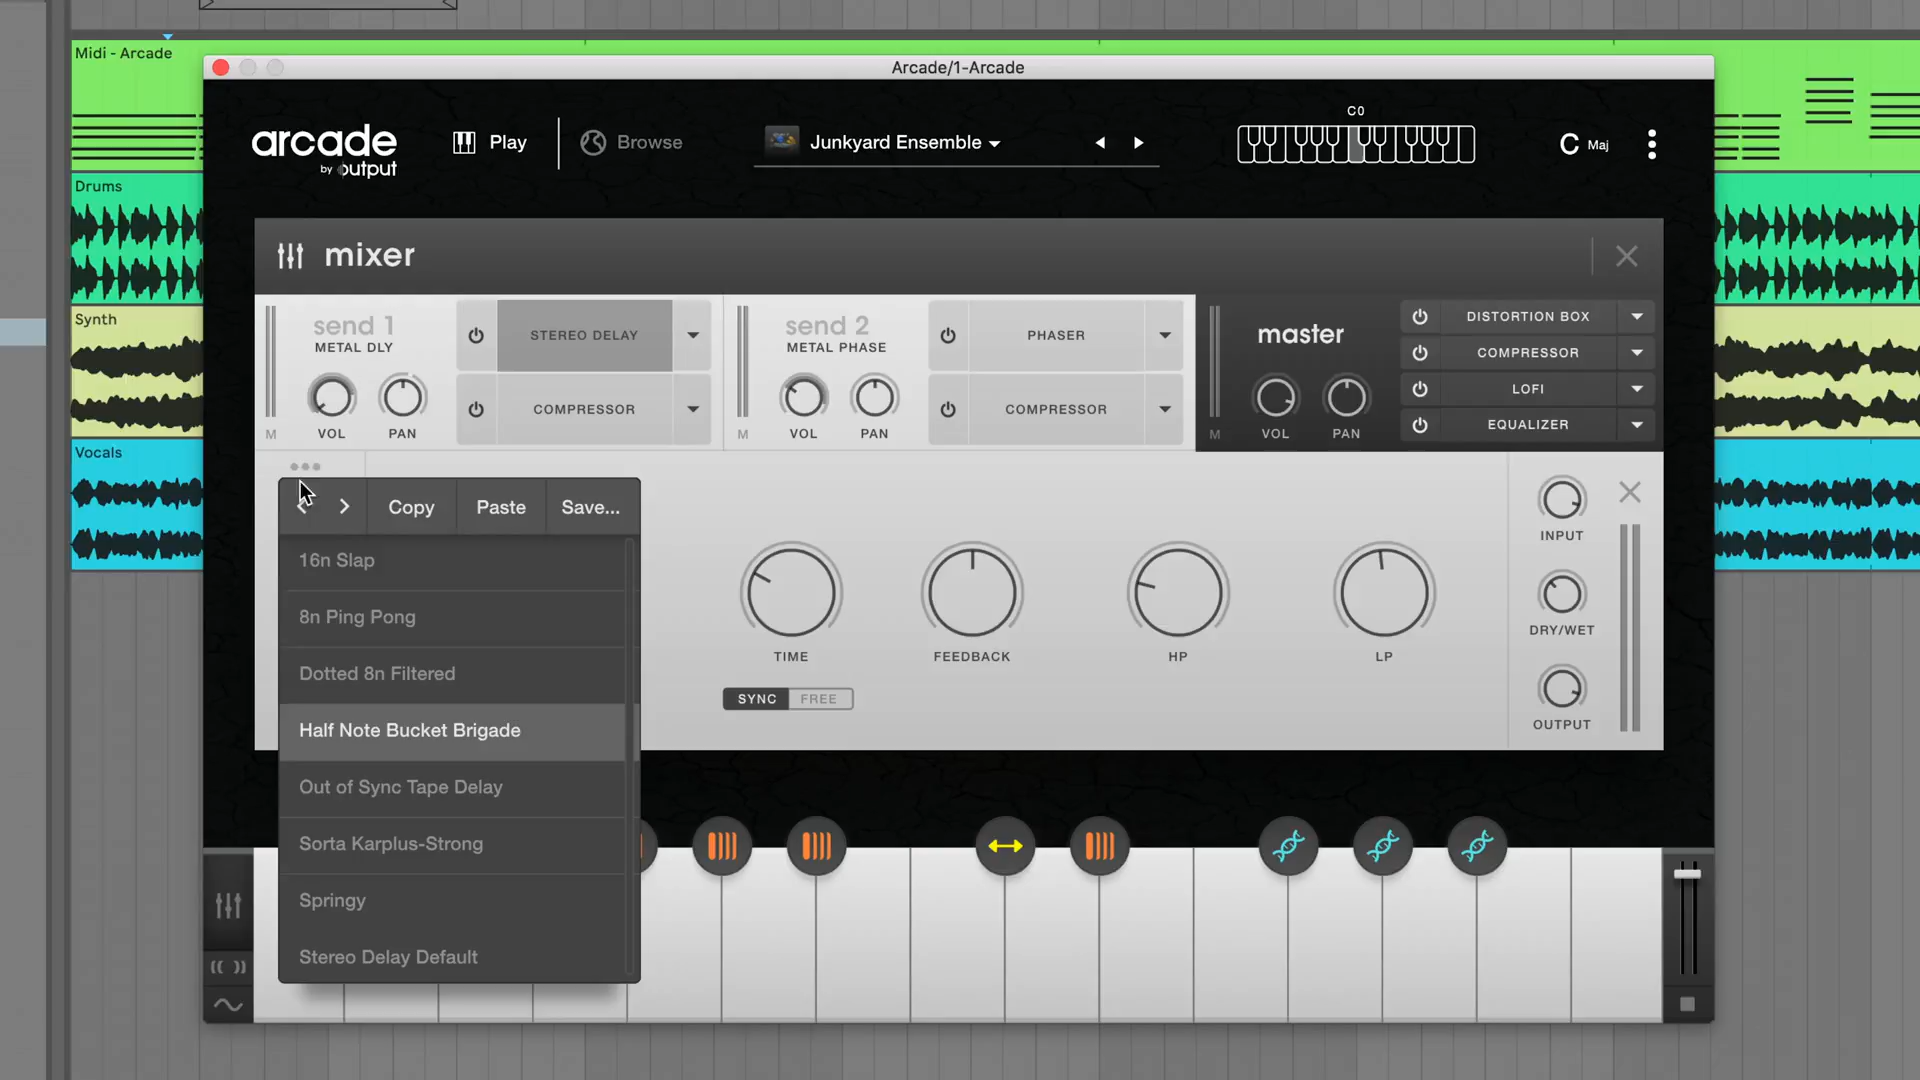 Midi - Arcade
Arcade/1-Arcade
arcade
by output
Play
Browse
Junkyard Ensemble
C0
C Maj
Drums
mixer
Synth
send 1
METAL DLY
VOL
PAN
M
STEREO DELAY
COMPRESSOR
send 2
METAL PHASE
VOL
PAN
M
PHASER
COMPRESSOR
master
VOL
PAN
M
DISTORTION BOX
COMPRESSOR
LOFI
EQUALIZER
Vocals
Copy
Paste
Save...
16n Slap
8n Ping Pong
Dotted 8n Filtered
Half Note Bucket Brigade
Out of Sync Tape Delay
Sorta Karplus-Strong
Springy
Stereo Delay Default
TIME
FEEDBACK
HP
LP
SYNC
FREE
INPUT
DRY/WET
OUTPUT